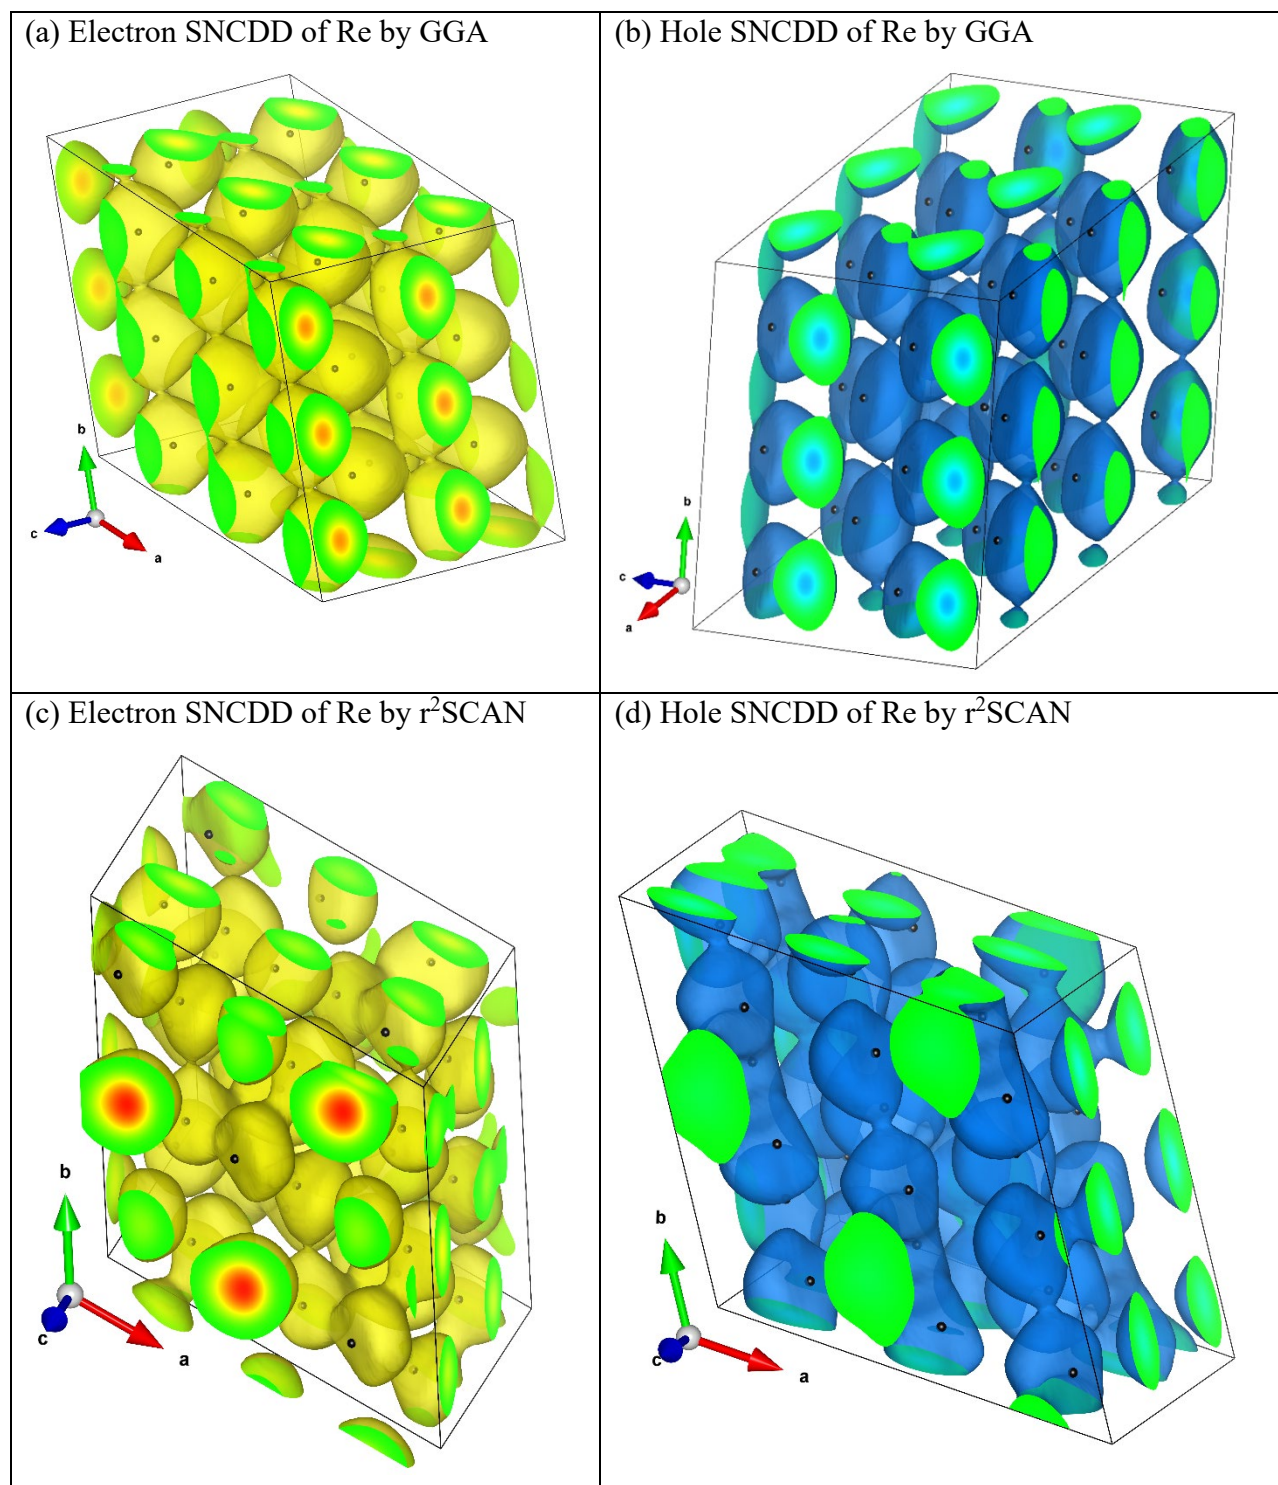 (a) Electron SNCDD of Re by GGA
(b) Hole SNCDD of Re by GGA
b
c
a
b
c
a
(c) Electron SNCDD of Re by r²SCAN
(d) Hole SNCDD of Re by r²SCAN
b
c
a
b
c
a